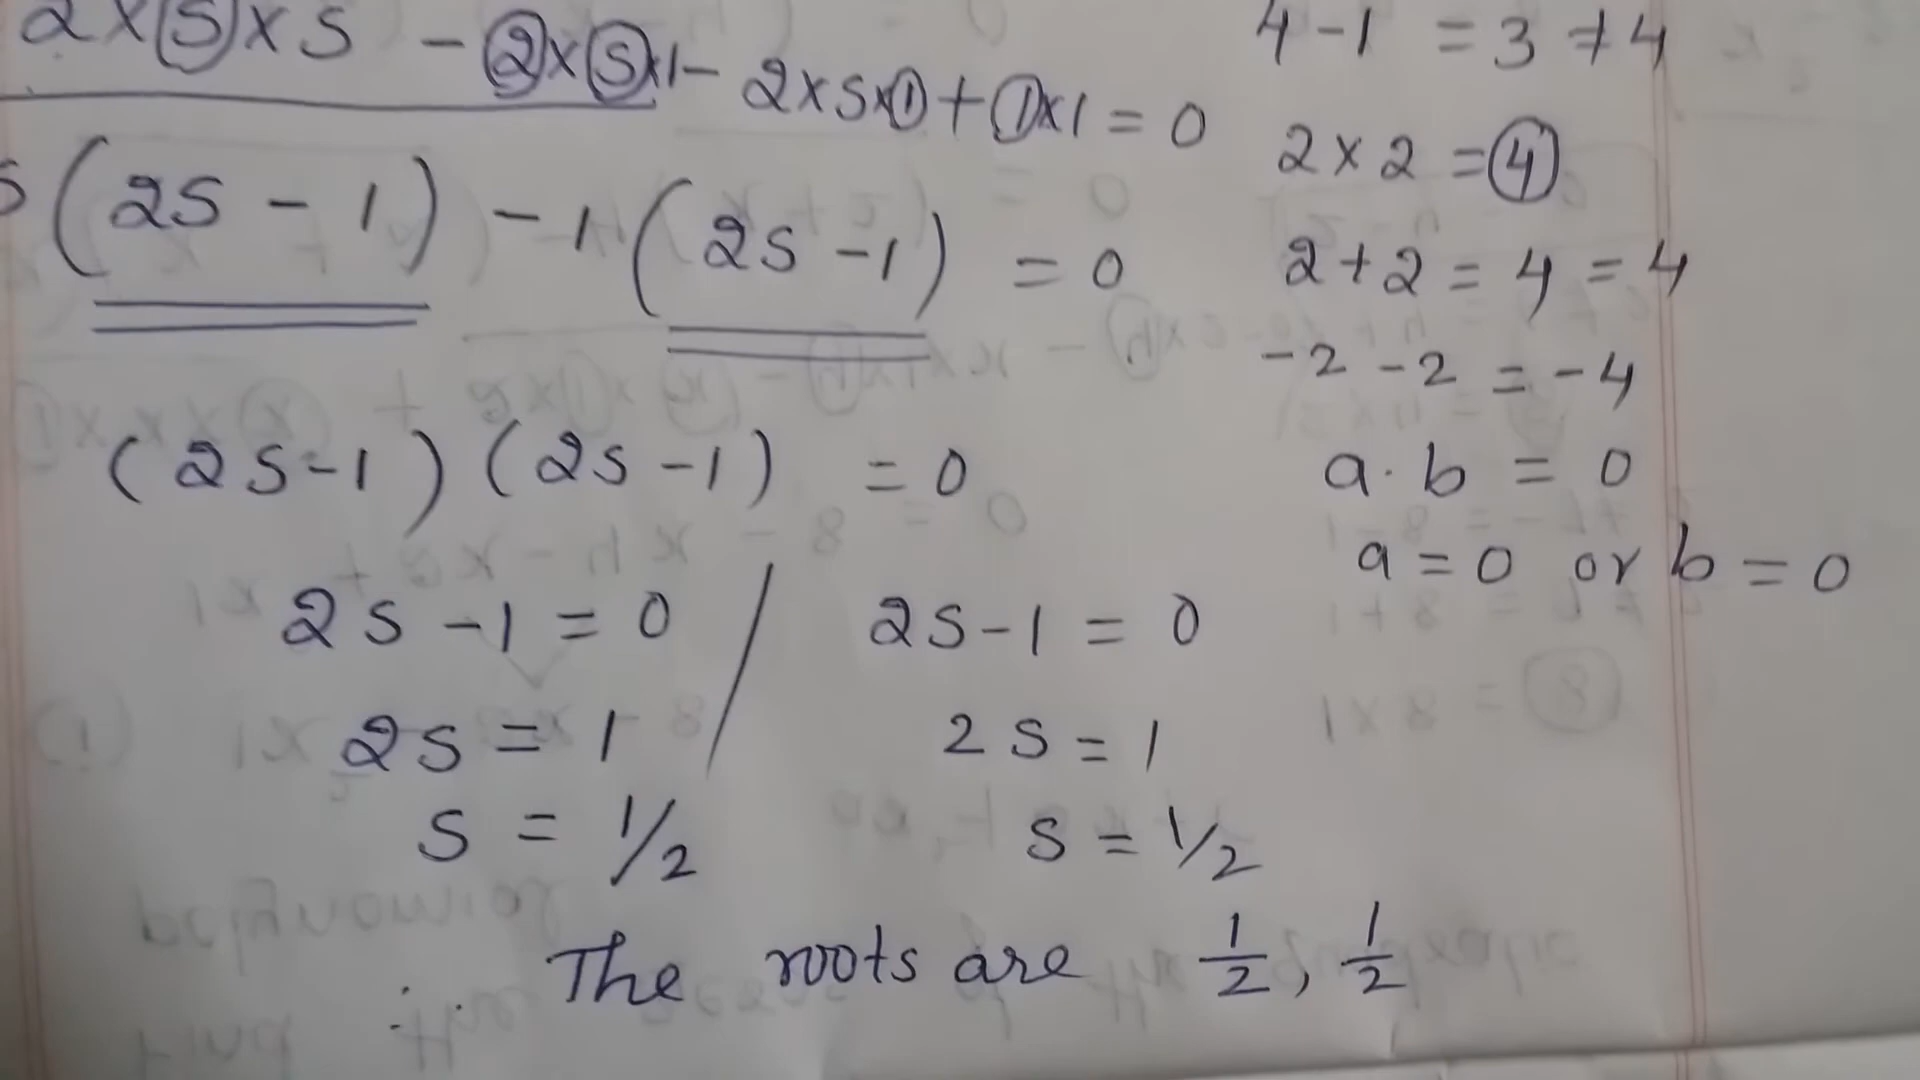 2×S×S - 2×S×1 - 2×S×1 + 1×1 = 0
S(2S - 1) - 1(2S - 1) = 0
(2S-1)(2S-1) = 0
2S-1 = 0 / 2S-1 = 0
2S = 1 2S = 1
S = 1/2 S = 1/2
∴ The roots are 1/2, 1/2
4-1 = 3 ≠ 4
2×2 = 4
2+2 = 4 = 4
-2-2 = -4
a·b = 0
a=0 or b=0